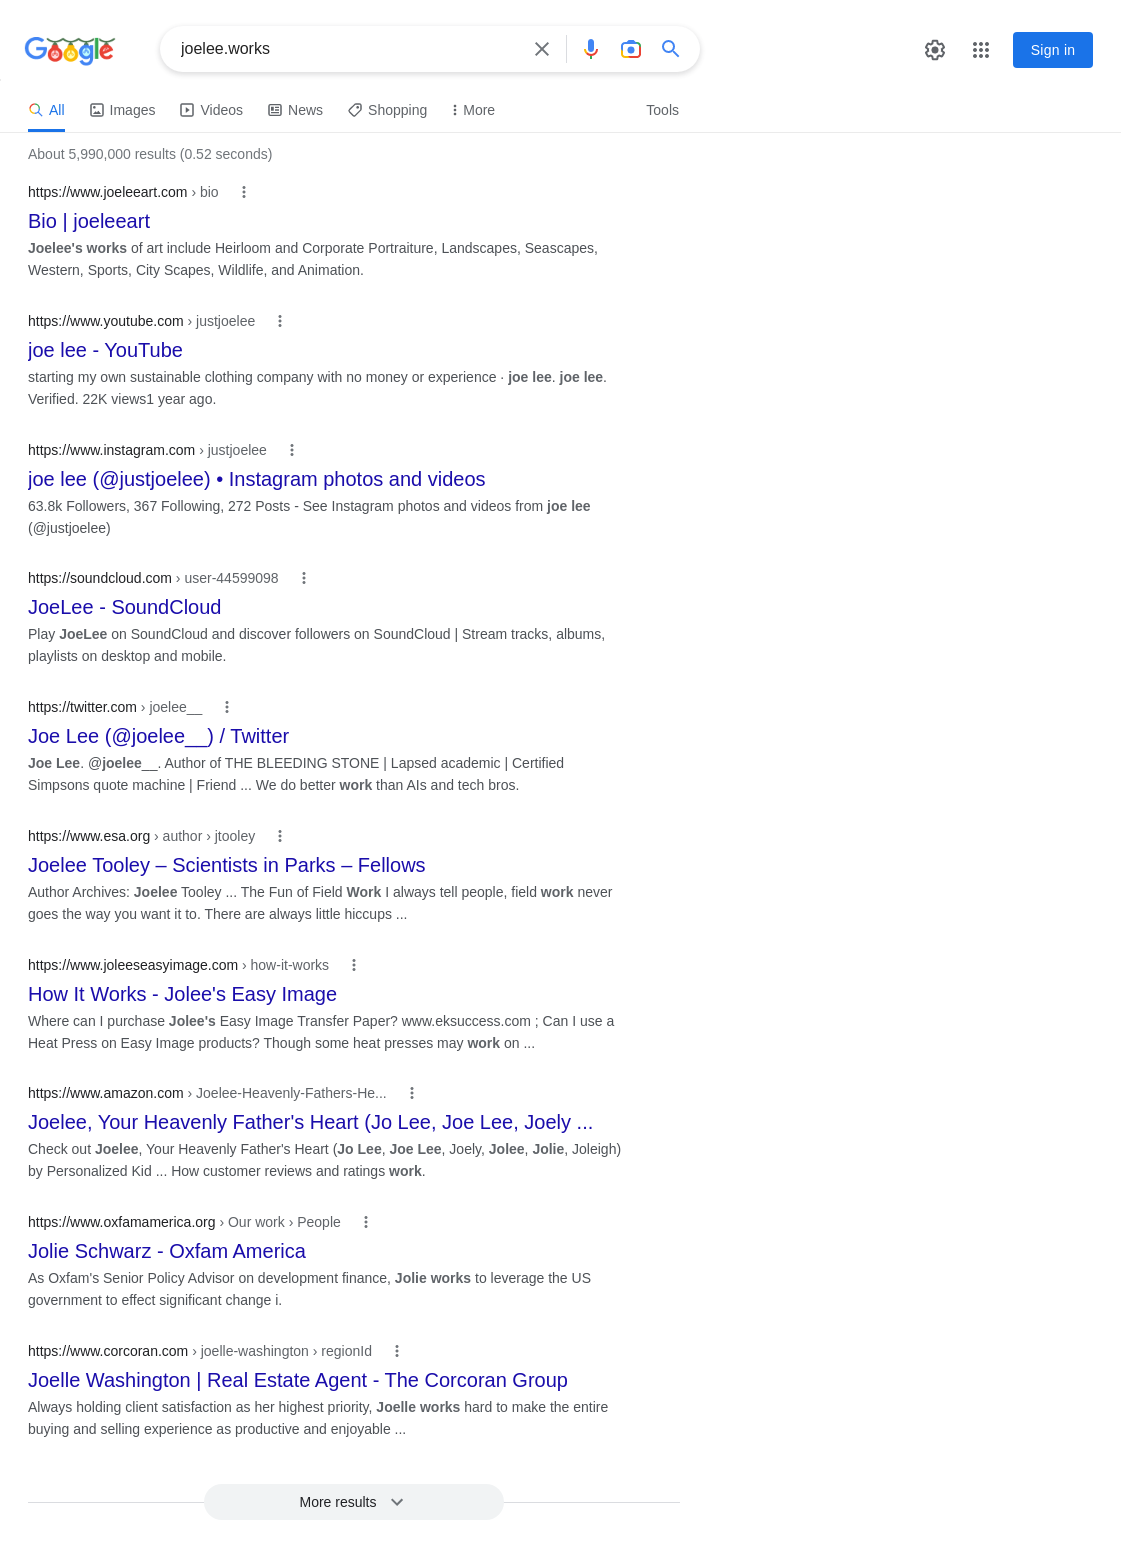 Google
joelee.works
Sign in
All
Images
Videos
News
Shopping
More
Tools
About 5,990,000 results (0.52 seconds)
https://www.joeleeart.com › bio
Bio | joeleeart
Joelee's works of art include Heirloom and Corporate Portraiture, Landscapes, Seascapes,
Western, Sports, City Scapes, Wildlife, and Animation.
https://www.youtube.com › justjoelee
joe lee - YouTube
starting my own sustainable clothing company with no money or experience · joe lee. joe lee.
Verified. 22K views1 year ago.
https://www.instagram.com › justjoelee
joe lee (@justjoelee) • Instagram photos and videos
63.8k Followers, 367 Following, 272 Posts - See Instagram photos and videos from joe lee
(@justjoelee)
https://soundcloud.com › user-44599098
JoeLee - SoundCloud
Play JoeLee on SoundCloud and discover followers on SoundCloud | Stream tracks, albums,
playlists on desktop and mobile.
https://twitter.com › joelee__
Joe Lee (@joelee__) / Twitter
Joe Lee. @joelee__. Author of THE BLEEDING STONE | Lapsed academic | Certified
Simpsons quote machine | Friend ... We do better work than AIs and tech bros.
https://www.esa.org › author › jtooley
Joelee Tooley – Scientists in Parks – Fellows
Author Archives: Joelee Tooley ... The Fun of Field Work I always tell people, field work never
goes the way you want it to. There are always little hiccups ...
https://www.joleeseasyimage.com › how-it-works
How It Works - Jolee's Easy Image
Where can I purchase Jolee's Easy Image Transfer Paper? www.eksuccess.com ; Can I use a
Heat Press on Easy Image products? Though some heat presses may work on ...
https://www.amazon.com › Joelee-Heavenly-Fathers-He...
Joelee, Your Heavenly Father's Heart (Jo Lee, Joe Lee, Joely ...
Check out Joelee, Your Heavenly Father's Heart (Jo Lee, Joe Lee, Joely, Jolee, Jolie, Joleigh)
by Personalized Kid ... How customer reviews and ratings work.
https://www.oxfamamerica.org › Our work › People
Jolie Schwarz - Oxfam America
As Oxfam's Senior Policy Advisor on development finance, Jolie works to leverage the US
government to effect significant change i.
https://www.corcoran.com › joelle-washington › regionId
Joelle Washington | Real Estate Agent - The Corcoran Group
Always holding client satisfaction as her highest priority, Joelle works hard to make the entire
buying and selling experience as productive and enjoyable ...
More results